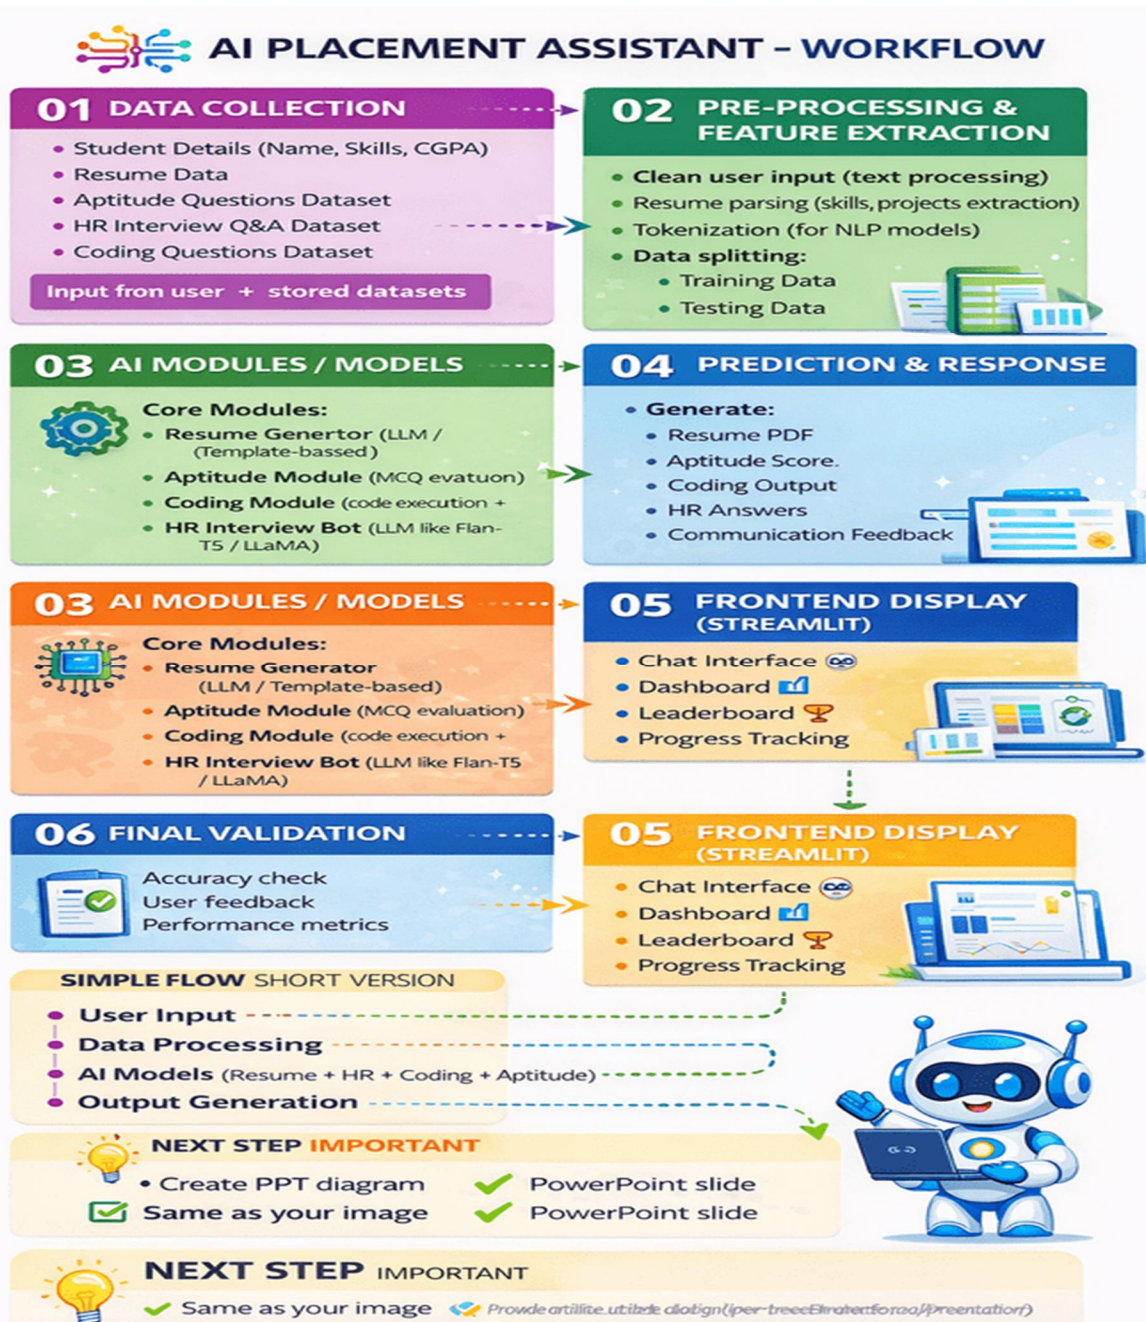 AI PLACEMENT ASSISTANT – WORKFLOW
01 DATA COLLECTION
• Student Details (Name, Skills, CGPA)
• Resume Data
• Aptitude Questions Dataset
• HR Interview Q&A Dataset
• Coding Questions Dataset
Input fron user + stored datasets
02 PRE-PROCESSING &
FEATURE EXTRACTION
• Clean user input (text processing)
• Resume parsing (skills, projects extraction)
• Tokenization (for NLP models)
• Data splitting:
• Training Data
• Testing Data
03 AI MODULES / MODELS
Core Modules:
• Resume Genertor (LLM /
(Template-bassed)
• Aptitude Module (MCQ evatuon)
• Coding Module (code execution +
• HR Interview Bot (LLM like Flan-
T5 / LLaMA)
04 PREDICTION & RESPONSE
• Generate:
• Resume PDF
• Aptitude Score.
• Coding Output
• HR Answers
• Communication Feedback
03 AI MODULES / MODELS
Core Modules:
• Resume Generator
(LLM / Template-based)
• Aptitude Module (MCQ evaluation)
• Coding Module (code execution +
• HR Interview Bot (LLM like Flan-T5
/ LLaMA)
05 FRONTEND DISPLAY
(STREAMLIT)
• Chat Interface
• Dashboard
• Leaderboard
• Progress Tracking
06 FINAL VALIDATION
Accuracy check
User feedback
Performance metrics
05 FRONTEND DISPLAY
(STREAMLIT)
• Chat Interface
• Dashboard
• Leaderboard
• Progress Tracking
SIMPLE FLOW SHORT VERSION
• User Input
• Data Processing
• AI Models (Resume + HR + Coding + Aptitude)
• Output Generation
NEXT STEP IMPORTANT
• Create PPT diagram ✓ PowerPoint slide
☑ Same as your image ✓ PowerPoint slide
NEXT STEP IMPORTANT
✓ Same as your image